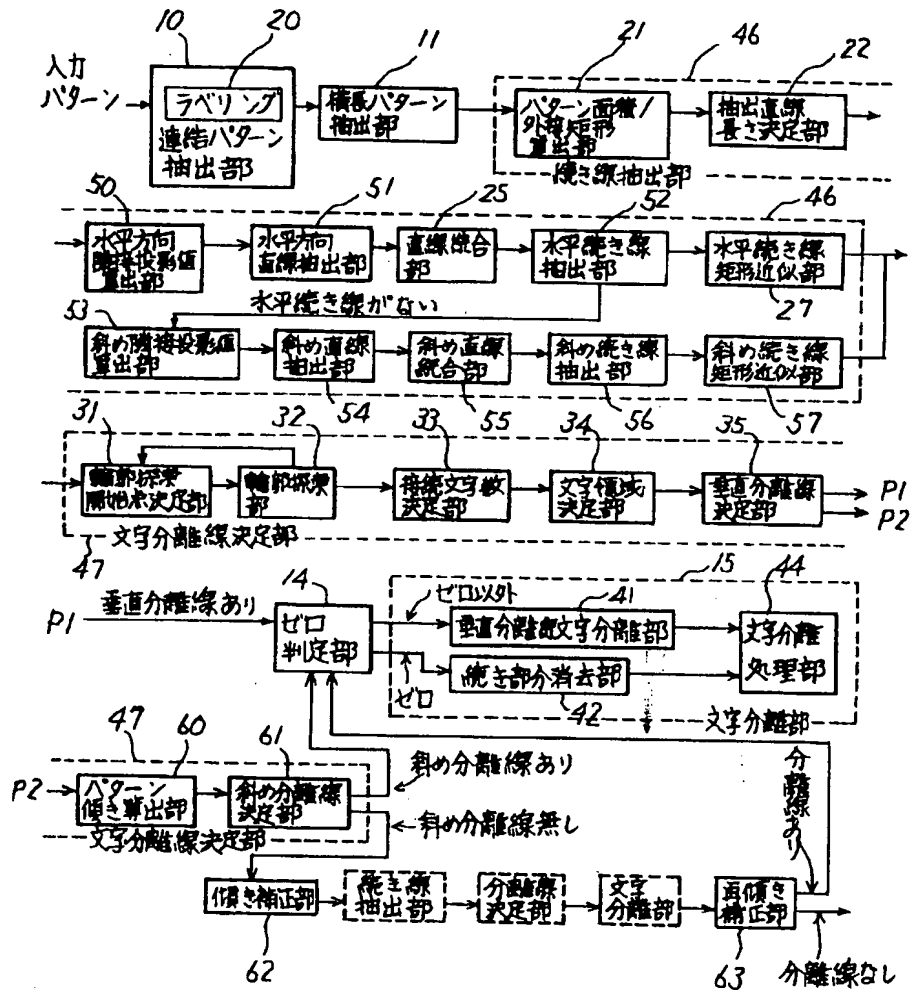 10
20
11
21
46
22
入力
パターン
ラベリング
連結パターン
抽出部
横長パターン
抽出部
パターン面積/
外接矩形
算出部
続き線抽出部
抽出直線
長さ決定部
50
51
25
52
46
水平方向
隣接投影値
算出部
水平方向
直線抽出部
直線統合部
水平続き線
抽出部
水平続き線
矩形近似部
水平続き線がない
27
53
斜め隣接投影値
算出部
斜め直線
抽出部
斜め直線
統合部
斜め続き線
抽出部
斜め続き線
矩形近似部
54
55
56
57
31
32
33
34
35
輪郭探索
開始点決定部
輪郭探索
部
接続文字数
決定部
文字領域
決定部
垂直分離線
決定部
P1
P2
文字分離線決定部
47
14
15
44
P1
垂直分離線あり
ゼロ
判定部
ゼロ以外
41
垂直分離線文字分離部
ゼロ
続き部分消去部
42
文字分離
処理部
文字分離部
47
60
61
P2
パターン
傾き算出部
斜め分離線
決定部
文字分離線決定部
斜め分離線あり
斜め分離線無し
分離線あり
傾き補正部
続き線
抽出部
分離線
決定部
文字
分離部
再傾き
補正部
62
63
分離線なし